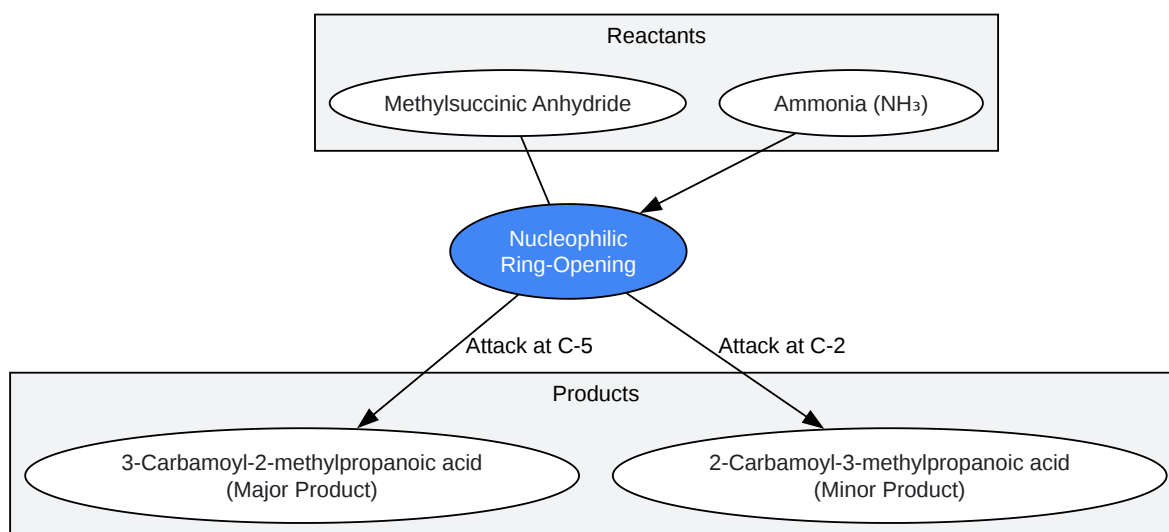 Reactants
Methylsuccinic Anhydride
Ammonia (NH₃)
Nucleophilic
Ring-Opening
Attack at C-5
Attack at C-2
Products
3-Carbamoyl-2-methylpropanoic acid
(Major Product)
2-Carbamoyl-3-methylpropanoic acid
(Minor Product)